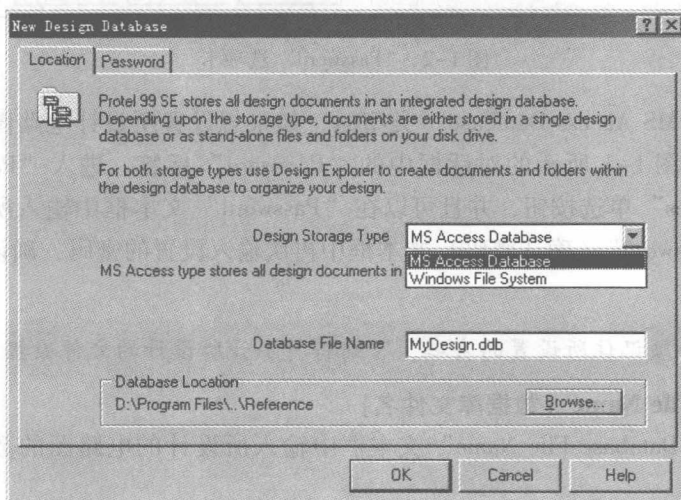 New Design Database
Location Password
Protel 99 SE stores all design documents in an integrated design database.
Depending upon the storage type, documents are either stored in a single design
database or as stand-alone files and folders on your disk drive.
For both storage types use Design Explorer to create documents and folders within
the design database to organize your design.
Design Storage Type MS Access Database
MS Access Database
MS Access type stores all design documents in
Windows File System
Database File Name MyDesign.ddb
Database Location
D:\Program Files\..\Reference Browse...
OK Cancel Help